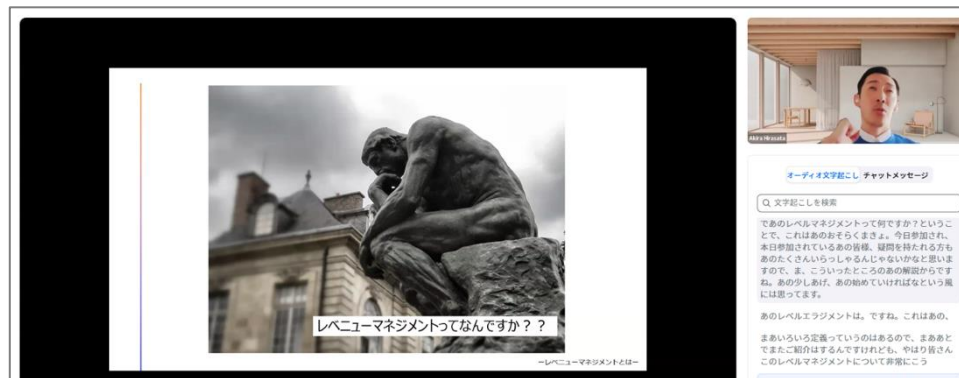 レベニューマネジメントってなんですか？？
ーレベニューマネジメントとはー
Akira Hirosato
オーディオ文字起こし チャットメッセージ
文字起こしを検索
であのレベルマネジメントって何ですか？というこ
とで、これはあのおそらくまきょ。今日参加され、
本日参加されているあの皆様、疑問を持たれる方も
あのたくさんいらっしゃるんじゃないかなと思いま
すので、ま、こういったところのあの解説からです
ね。あの少しあげ、あの始めていければなという風
には思ってます。
あのレベルエラジメントは。ですね。これはあの、
まあいろいろ定義っていうのはあるので、まああと
でまたご紹介はするんですけれども、やはり皆さん
このレベルマネジメントについて非常にこう